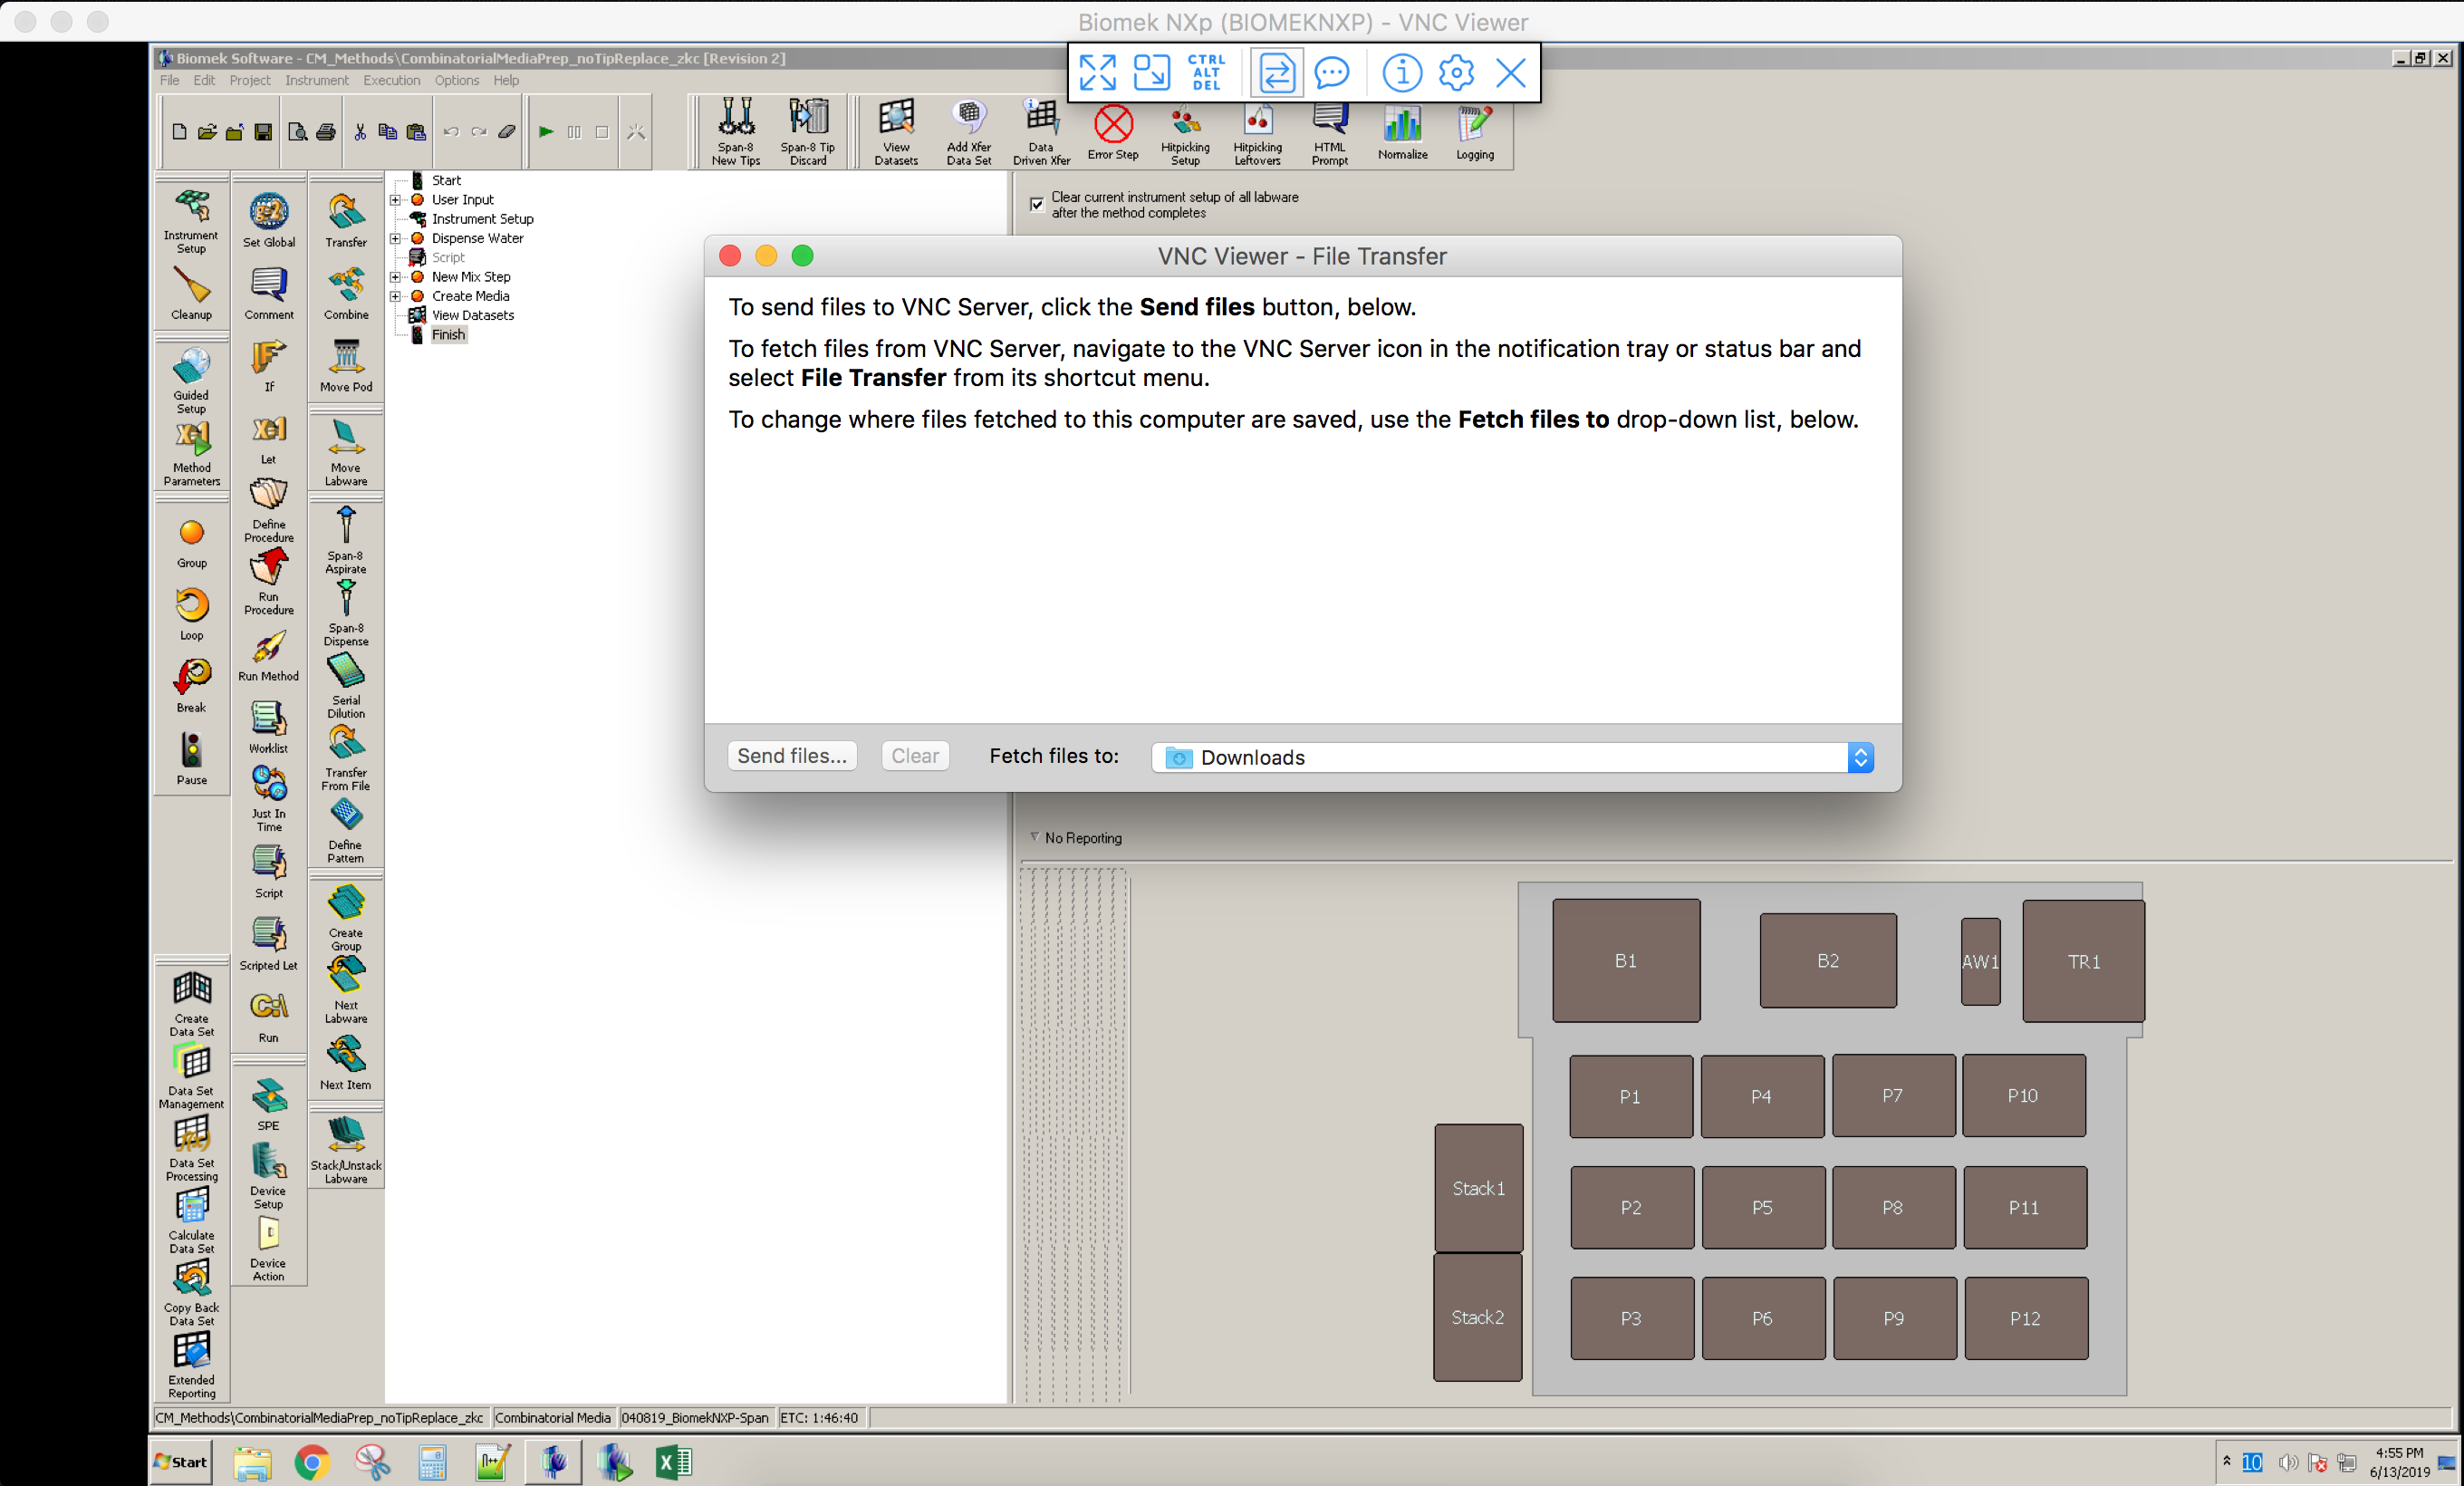 Biomek NXp (BIOMEKNXP) - VNC Viewer
Biomek Software - CM_Methods\CombinatorialMediaPrep_noTipReplace_zkc [Revision 2]
File Edit Project Instrument Execution Options Help
CTRL
ALT
DEL
Span-8
New Tips
Span-8 Tip
Discard
View
Datasets
Add Xfer
Data Set
Data
Driven Xfer
Error Step
Hitpicking
Setup
Hitpicking
Leftovers
HTML
Prompt
Normalize
Logging
Instrument
Setup
Cleanup
Guided
Setup
Method
Parameters
Group
Loop
Break
Pause
Create
Data Set
Data Set
Management
Data Set
Processing
Calculate
Data Set
Copy Back
Data Set
Extended
Reporting
Set Global
Comment
If
Let
Define
Procedure
Run
Procedure
Run Method
Worklist
Just In
Time
Script
Scripted Let
C:\
Run
SPE
Device
Setup
Device
Action
Transfer
Combine
Move Pod
Move
Labware
Span-8
Aspirate
Span-8
Dispense
Serial
Dilution
Transfer
From File
Define
Pattern
Create
Group
Next
Labware
Next Item
Stack/Unstack
Labware
Start
User Input
Instrument Setup
Dispense Water
Script
New Mix Step
Create Media
View Datasets
Finish
Clear current instrument setup of all labware
after the method completes
VNC Viewer - File Transfer
To send files to VNC Server, click the Send files button, below.
To fetch files from VNC Server, navigate to the VNC Server icon in the notification tray or status bar and
select File Transfer from its shortcut menu.
To change where files fetched to this computer are saved, use the Fetch files to drop-down list, below.
Send files... Clear Fetch files to: Downloads
No Reporting
B1 B2 AW1 TR1
P1 P4 P7 P10
Stack1 P2 P5 P8 P11
Stack2 P3 P6 P9 P12
CM_Methods\CombinatorialMediaPrep_noTipReplace_zkc Combinatorial Media 040819_BiomekNXP-Span ETC: 1:46:40
Start
10
4:55 PM
6/13/2019